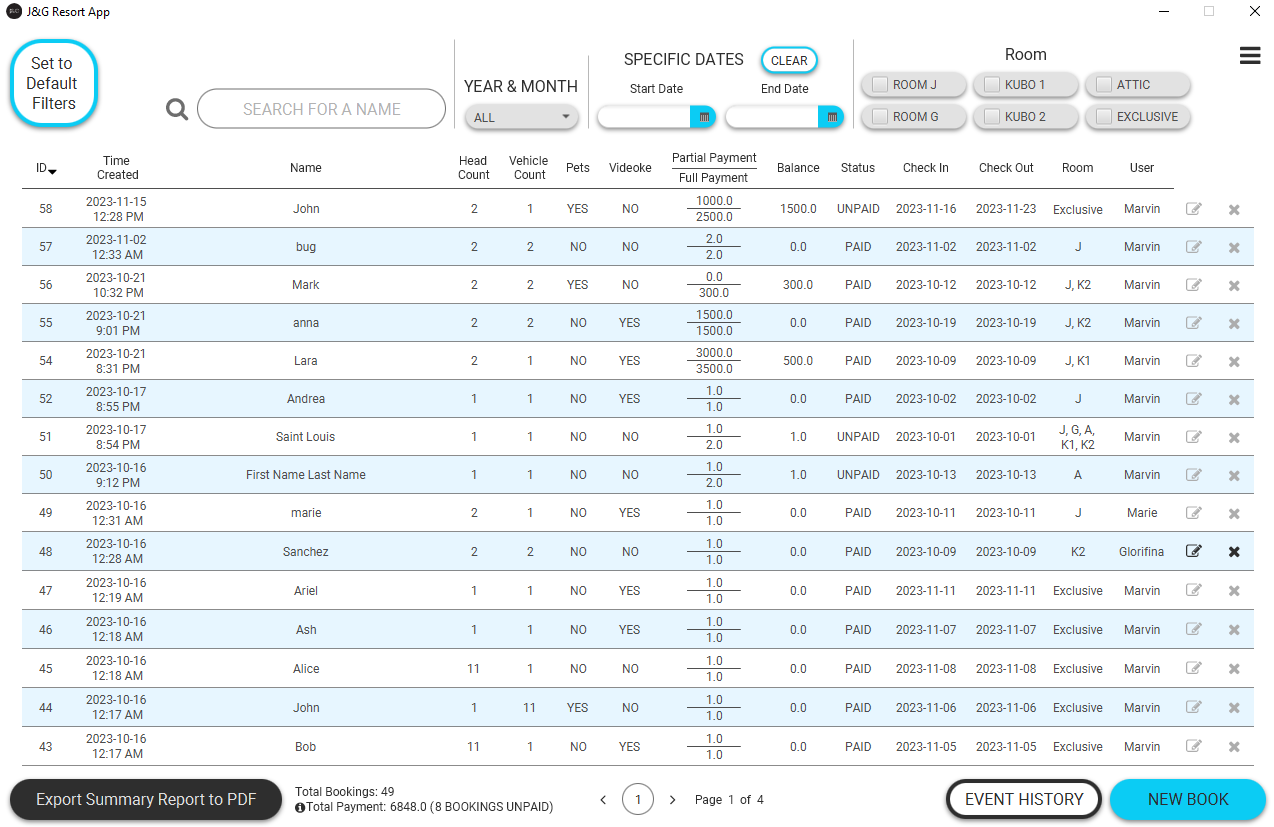 J&G Resort App
Set to
Default
Filters
SEARCH FOR A NAME
YEAR & MONTH
ALL
SPECIFIC DATES
CLEAR
Start Date
End Date
Room
ROOM J
KUBO 1
ATTIC
ROOM G
KUBO 2
EXCLUSIVE
ID Time Created Name Head Count Vehicle Count Pets Videoke Partial Payment Full Payment Balance Status Check In Check Out Room User
58 2023-11-15 12:28 PM John 2 1 YES NO 1000.0 2500.0 1500.0 UNPAID 2023-11-16 2023-11-23 Exclusive Marvin
57 2023-11-02 12:33 AM bug 2 2 NO NO 2.0 2.0 0.0 PAID 2023-11-02 2023-11-02 J Marvin
56 2023-10-21 10:32 PM Mark 2 2 YES NO 0.0 300.0 300.0 PAID 2023-10-12 2023-10-12 J, K2 Marvin
55 2023-10-21 9:01 PM anna 2 2 NO YES 1500.0 1500.0 0.0 PAID 2023-10-19 2023-10-19 J, K2 Marvin
54 2023-10-21 8:31 PM Lara 2 1 NO YES 3000.0 3500.0 500.0 PAID 2023-10-09 2023-10-09 J, K1 Marvin
52 2023-10-17 8:55 PM Andrea 1 1 NO YES 1.0 1.0 0.0 PAID 2023-10-02 2023-10-02 J Marvin
51 2023-10-17 8:54 PM Saint Louis 1 1 NO NO 1.0 2.0 1.0 UNPAID 2023-10-01 2023-10-01 J, G, A, K1, K2 Marvin
50 2023-10-16 9:12 PM First Name Last Name 1 1 NO NO 1.0 2.0 1.0 UNPAID 2023-10-13 2023-10-13 A Marvin
49 2023-10-16 12:31 AM marie 2 1 NO YES 1.0 1.0 0.0 PAID 2023-10-11 2023-10-11 J Marie
48 2023-10-16 12:28 AM Sanchez 2 2 NO NO 1.0 1.0 0.0 PAID 2023-10-09 2023-10-09 K2 Glorifina
47 2023-10-16 12:19 AM Ariel 1 1 NO YES 1.0 1.0 0.0 PAID 2023-11-11 2023-11-11 Exclusive Marvin
46 2023-10-16 12:18 AM Ash 1 1 NO YES 1.0 1.0 0.0 PAID 2023-11-07 2023-11-07 Exclusive Marvin
45 2023-10-16 12:18 AM Alice 11 1 NO NO 1.0 1.0 0.0 PAID 2023-11-08 2023-11-08 Exclusive Marvin
44 2023-10-16 12:17 AM John 1 11 YES NO 1.0 1.0 0.0 PAID 2023-11-06 2023-11-06 Exclusive Marvin
43 2023-10-16 12:17 AM Bob 11 1 NO YES 1.0 1.0 0.0 PAID 2023-11-05 2023-11-05 Exclusive Marvin
Export Summary Report to PDF
Total Bookings: 49
Total Payment: 6848.0 (8 BOOKINGS UNPAID)
1
Page 1 of 4
EVENT HISTORY
NEW BOOK